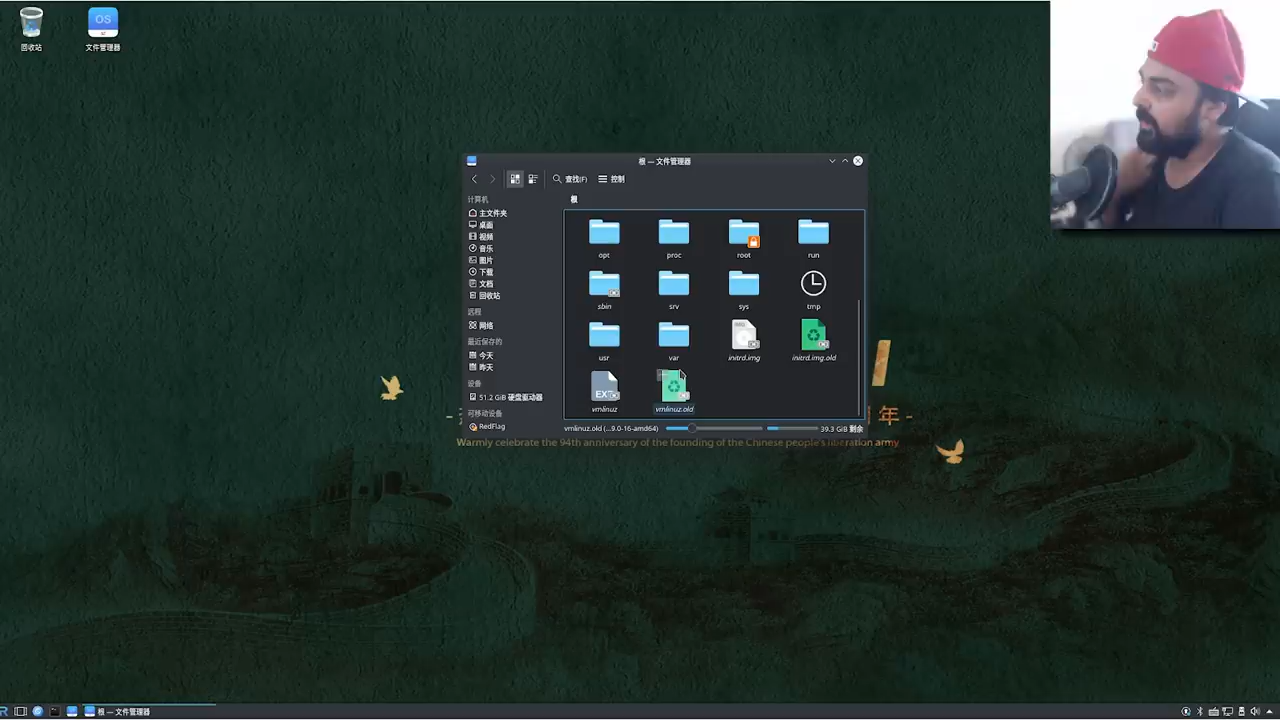 OS
回收站
文件管理器
根 — 文件管理器
查找(F)
控制
计算机
根
主文件夹
桌面
视频
音乐
图片
下载
文档
回收站
远程
网络
最近保存的
今天
昨天
设备
51.2 GiB 硬盘驱动器
可移动设备
RedFlag
opt
proc
root
run
sbin
srv
sys
tmp
usr
var
initrd.img
initrd.img.old
EX
vmlinuz
vmlinuz.old
vmlinuz.old (...9.0-16-amd64)
39.3 GiB 剩余
年 -
Warmly celebrate the 94th anniversary of the founding of the Chinese people's liberation army
根 — 文件管理器